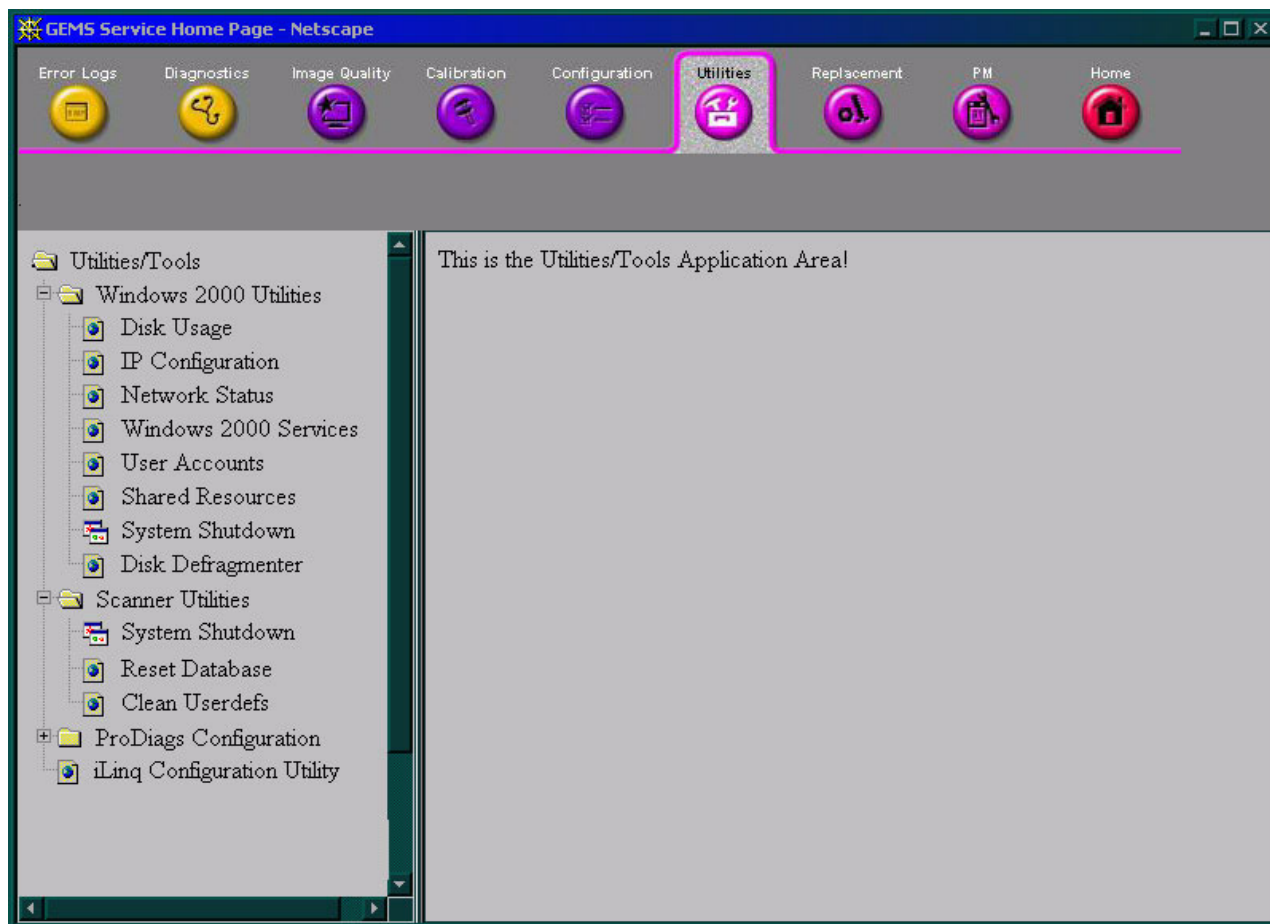 GEMS Service Home Page - Netscape
Error Logs Diagnostics Image Quality Calibration Configuration Utilities Replacement PM Home
Utilities/Tools
Windows 2000 Utilities
Disk Usage
IP Configuration
Network Status
Windows 2000 Services
User Accounts
Shared Resources
System Shutdown
Disk Defragmenter
Scanner Utilities
System Shutdown
Reset Database
Clean Userdefs
ProDiags Configuration
iLinq Configuration Utility
This is the Utilities/Tools Application Area!